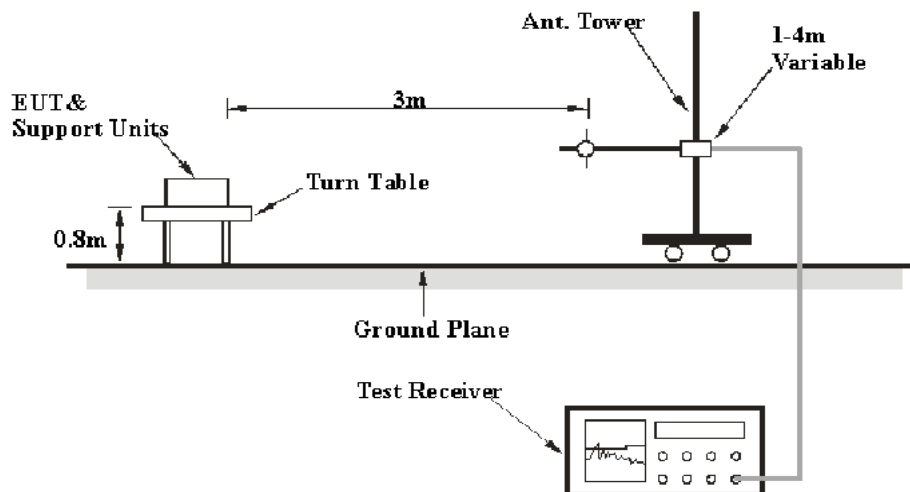 Ant. Tower
1-4m
Variable
3m
EUT&
Support Units
Turn Table
0.8m
Ground Plane
Test Receiver